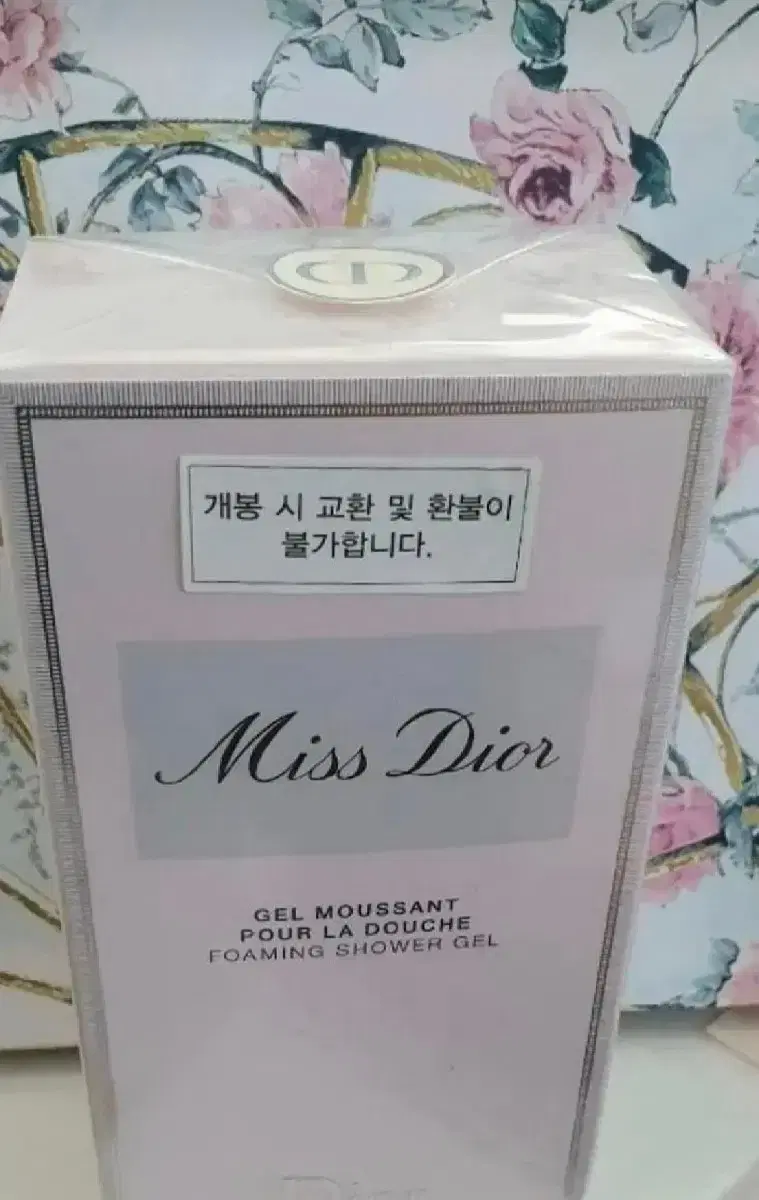 개봉 시 교환 및 환불이
불가합니다.
Miss Dior
GEL MOUSSANT
POUR LA DOUCHE
FOAMING SHOWER GEL